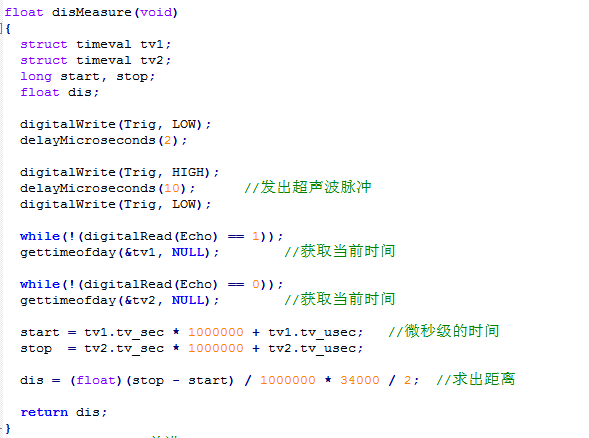 float disMeasure(void)
{
struct timeval tv1;
struct timeval tv2;
long start, stop;
float dis;
digitalWrite(Trig, LOW);
delayMicroseconds(2);
digitalWrite(Trig, HIGH);
delayMicroseconds(10); //发出超声波脉冲
digitalWrite(Trig, LOW);
while(!(digitalRead(Echo) == 1));
gettimeofday(&tv1, NULL); //获取当前时间
while(!(digitalRead(Echo) == 0));
gettimeofday(&tv2, NULL); //获取当前时间
start = tv1.tv_sec * 1000000 + tv1.tv_usec; //微秒级的时间
stop = tv2.tv_sec * 1000000 + tv2.tv_usec;
dis = (float)(stop - start) / 1000000 * 34000 / 2; //求出距离
return dis;
}